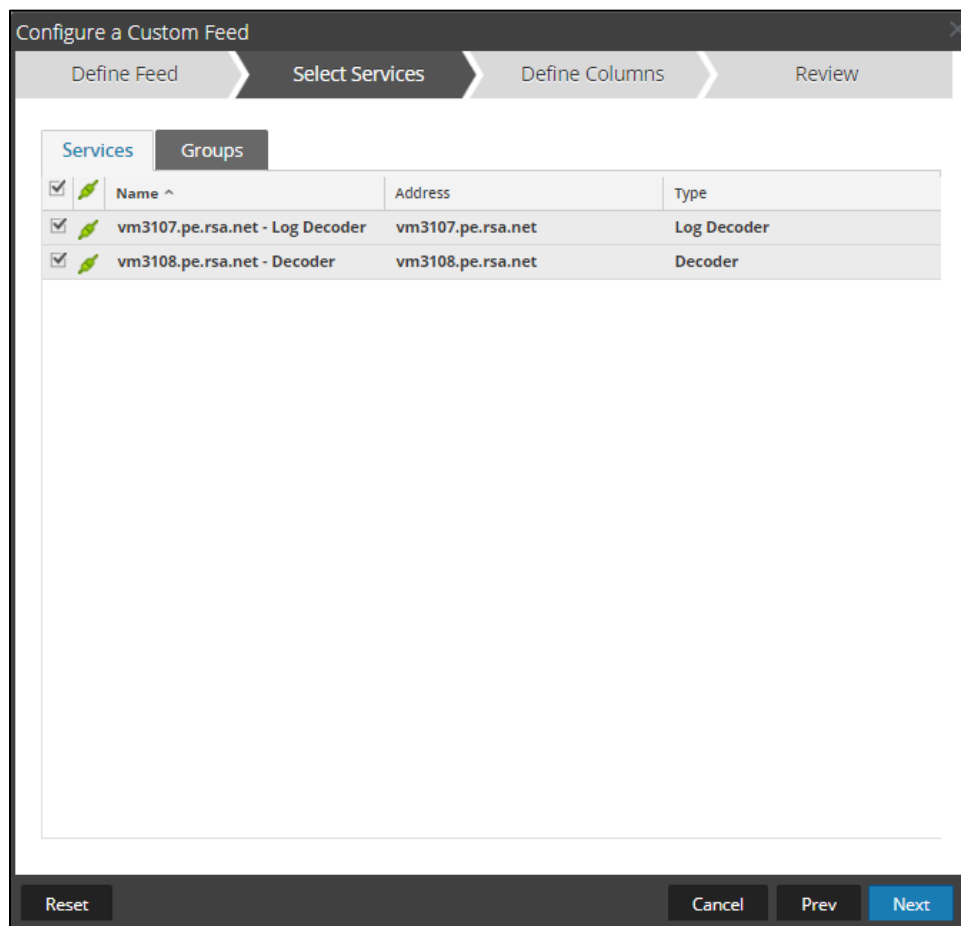 Configure a Custom Feed
Define Feed Select Services Define Columns Review
Services Groups
Name Address Type
vm3107.pe.rsa.net - Log Decoder vm3107.pe.rsa.net Log Decoder
vm3108.pe.rsa.net - Decoder vm3108.pe.rsa.net Decoder
Reset Cancel Prev Next